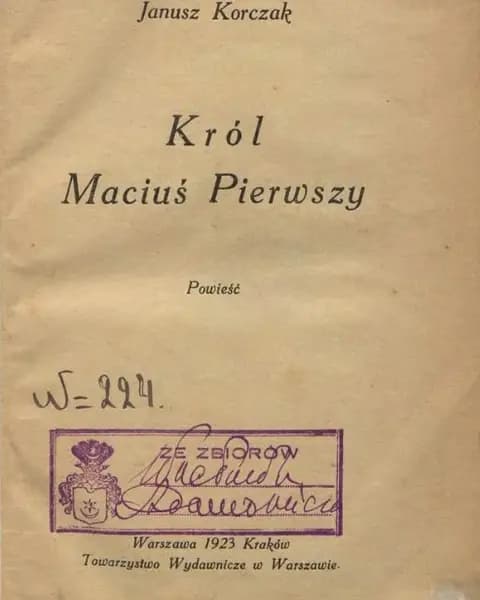 Janusz Korczak
Król
Maciuś Pierwszy
Powieść
W=224.
ZE ZBIORÓW
Warszawa 1923 Kraków
Towarzystwo Wydawnicze w Warszawie.